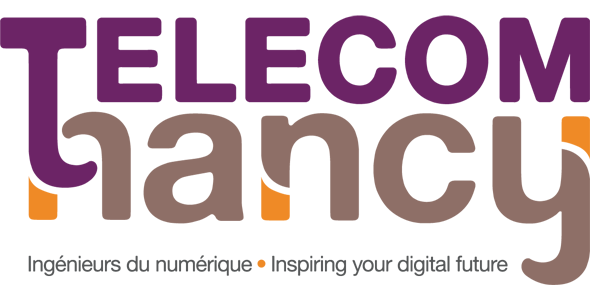 TELECOM
nancy
Ingénieurs du numérique • Inspiring your digital future